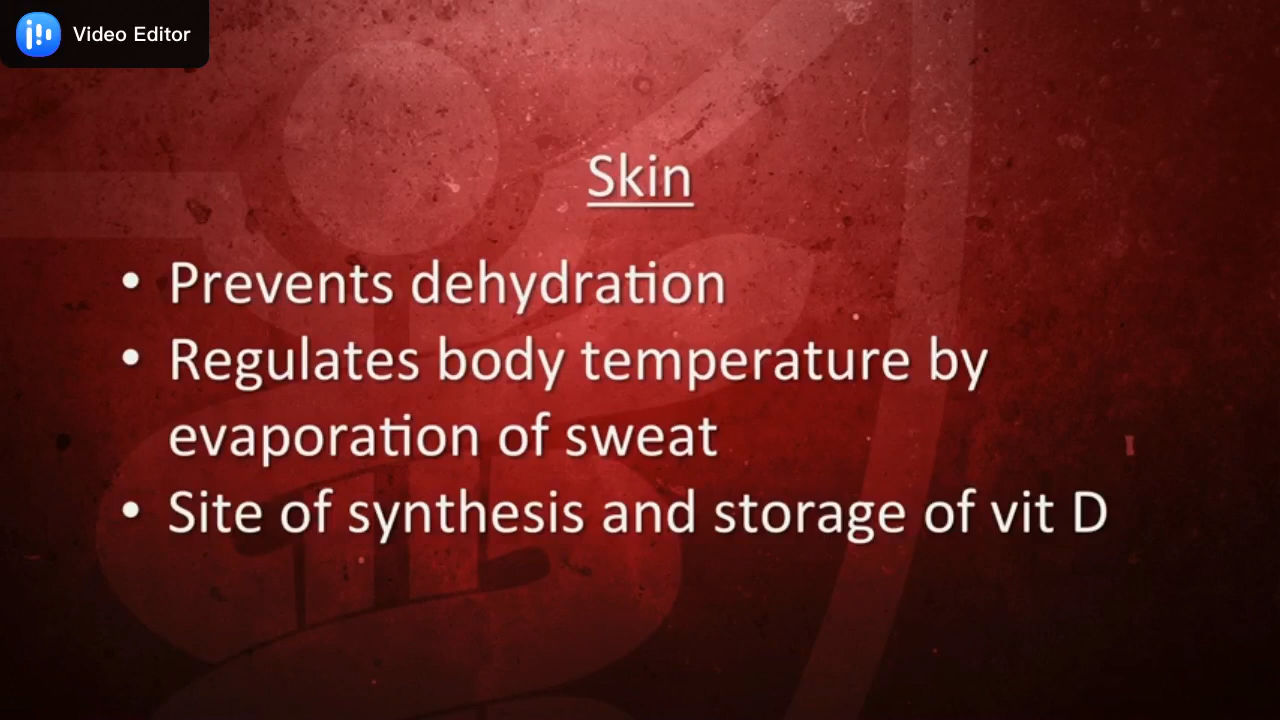 Video Editor
Skin
• Prevents dehydration
• Regulates body temperature by
evaporation of sweat
• Site of synthesis and storage of vit D